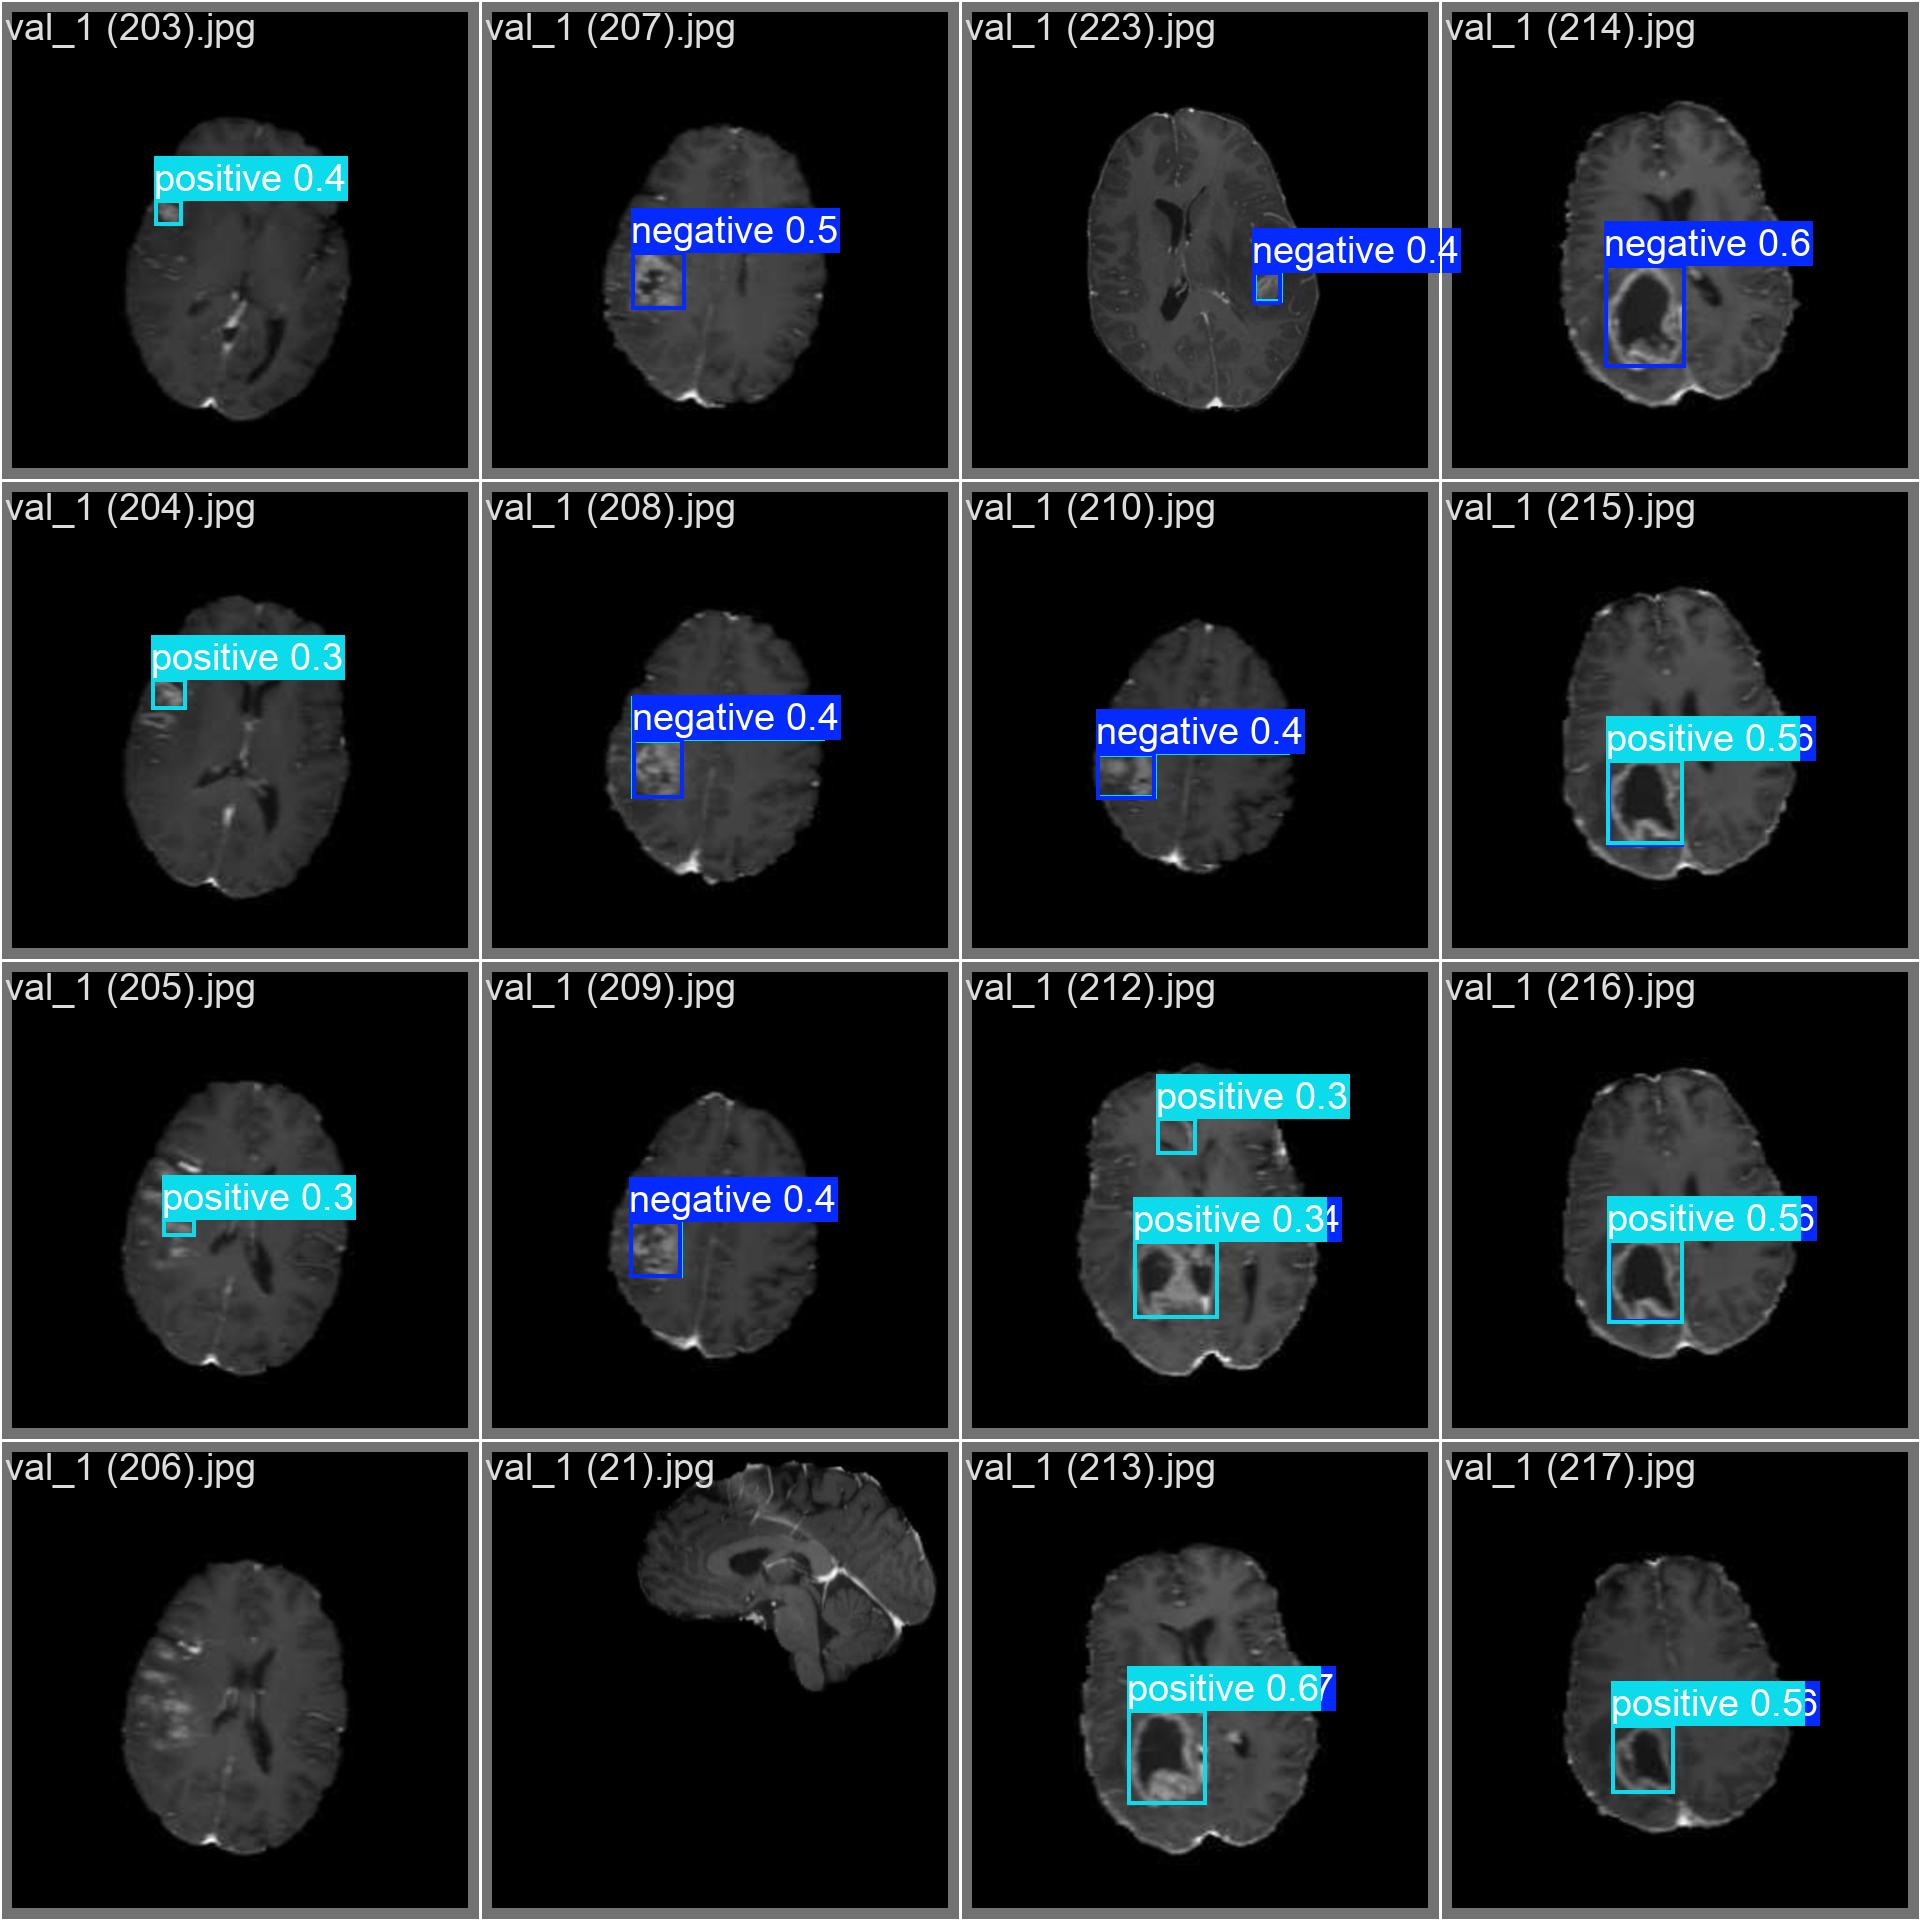 val_1 (203).jpg
positive 0.4
val_1 (207).jpg
negative 0.5
val_1 (223).jpg
negative 0.4
val_1 (214).jpg
negative 0.6
val_1 (204).jpg
positive 0.3
val_1 (208).jpg
negative 0.4
val_1 (210).jpg
negative 0.4
val_1 (215).jpg
positive 0.5
val_1 (205).jpg
positive 0.3
val_1 (209).jpg
negative 0.4
val_1 (212).jpg
positive 0.3
positive 0.3
val_1 (216).jpg
positive 0.5
val_1 (206).jpg
val_1 (21).jpg
val_1 (213).jpg
positive 0.6
val_1 (217).jpg
positive 0.5